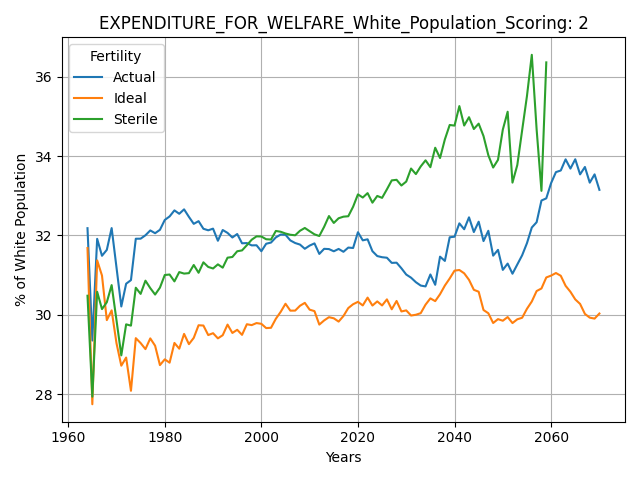 EXPENDITURE_FOR_WELFARE_White_Population_Scoring: 2
Fertility
Actual
Ideal
Sterile
% of White Population
36
34
32
30
28
1960
1980
2000
2020
2040
2060
Years